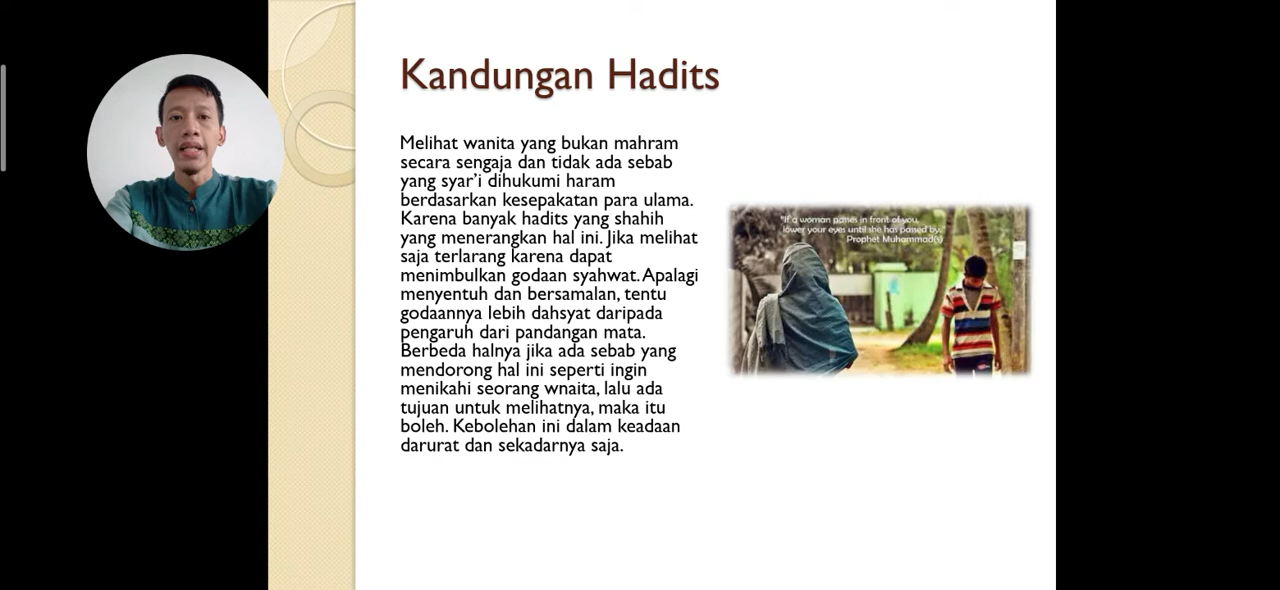 Kandungan Hadits
Melihat wanita yang bukan mahram
secara sengaja dan tidak ada sebab
yang syar’i dihukumi haram
berdasarkan kesepakatan para ulama.
Karena banyak hadits yang shahih
yang menerangkan hal ini. Jika melihat
saja terlarang karena dapat
menimbulkan godaan syahwat. Apalagi
menyentuh dan bersamalan, tentu
godaannya lebih dahsyat daripada
pengaruh dari pandangan mata.
Berbeda halnya jika ada sebab yang
mendorong hal ini seperti ingin
menikahi seorang wnaita, lalu ada
tujuan untuk melihatnya, maka itu
boleh. Kebolehan ini dalam keadaan
darurat dan sekadarnya saja.
"If a woman passes in front of you,
lower your eyes until she has passed by."
Prophet Muhammad(s)